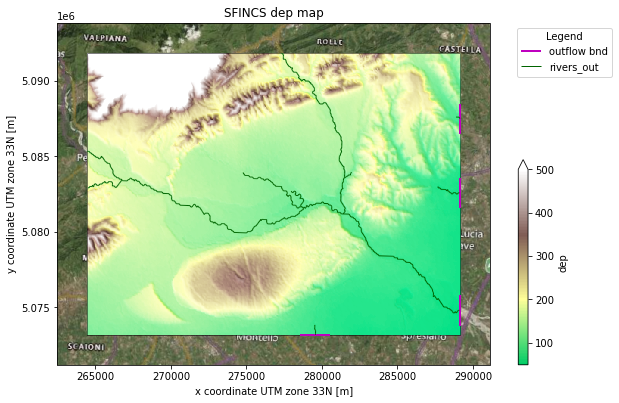 SFINCS dep map
1e6
VALPIANA
ROLLE
CASTELLA
Legend
outflow bnd
rivers_out
5.090
5.085
5.080
5.075
y coordinate UTM zone 33N [m]
Pe
M
Lucia
ave
Montello
Spresiano
SCAIONI
265000 270000 275000 280000 285000 290000
x coordinate UTM zone 33N [m]
500
400
300
200
100
dep